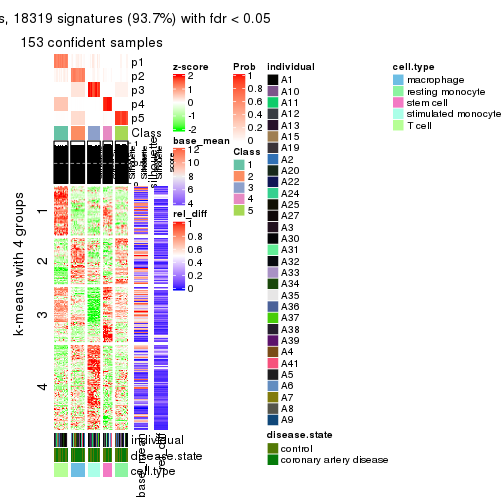 s, 18319 signatures (93.7%) with fdr < 0.05
153 confident samples
p1
p2
p3
p4
p5
Class
silhouette score
1
2
3
4
k-means with 4 groups
individual
disease.state
cell.type
base_mean
rel_diff
z-score
2
1
0
-1
-2
base_mean
12
10
8
6
4
rel_diff
1
0.8
0.6
0.4
0.2
0
Prob
1
0.8
0.6
0.4
0.2
0
Class
1
2
3
4
5
individual
A1
A10
A11
A12
A13
A15
A19
A2
A20
A22
A24
A25
A27
A3
A30
A31
A32
A33
A34
A35
A36
A37
A38
A39
A4
A41
A5
A6
A7
A8
A9
disease.state
control
coronary artery disease
cell.type
macrophage
resting monocyte
stem cell
stimulated monocyte
T cell